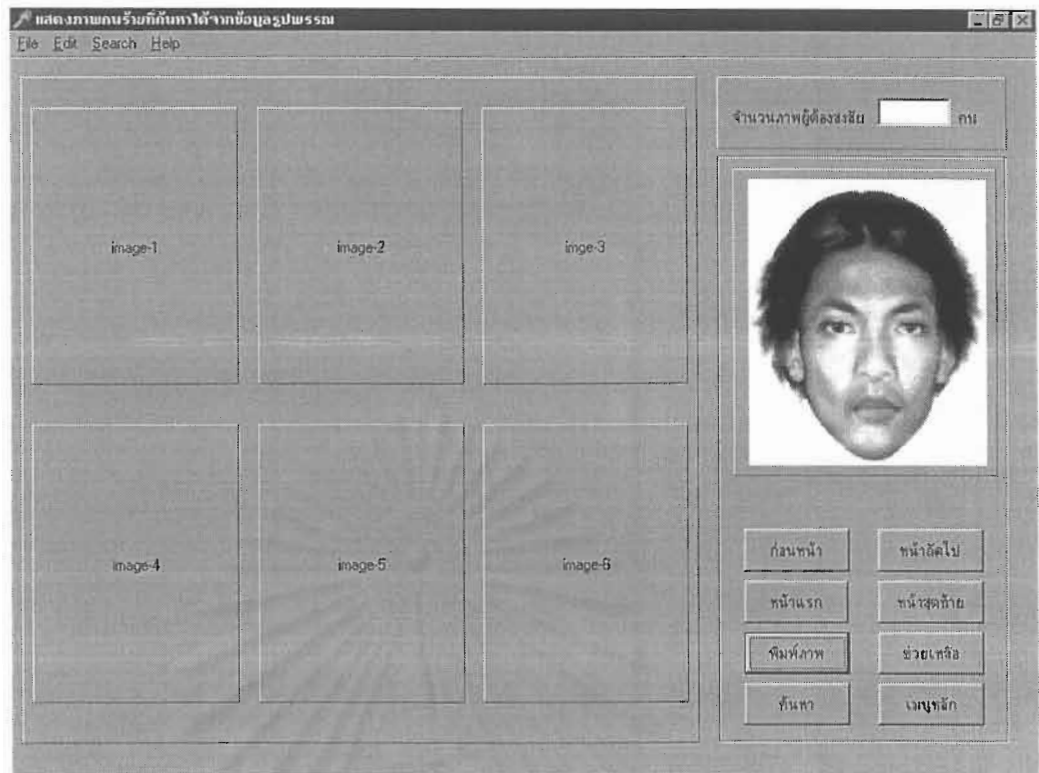 แสดงภาพคนร้ายที่ค้นหาได้จากข้อมูลรูปพรรณ
File Edit Search Help
จำนวนภาพผู้ต้องสงสัย คน
image-1 image-2 imge-3
image-4 image-5 image-6
ก่อนหน้า หน้าถัดไป
หน้าแรก หน้าสุดท้าย
พิมพ์ภาพ ช่วยเหลือ
ค้นหา เมนูหลัก